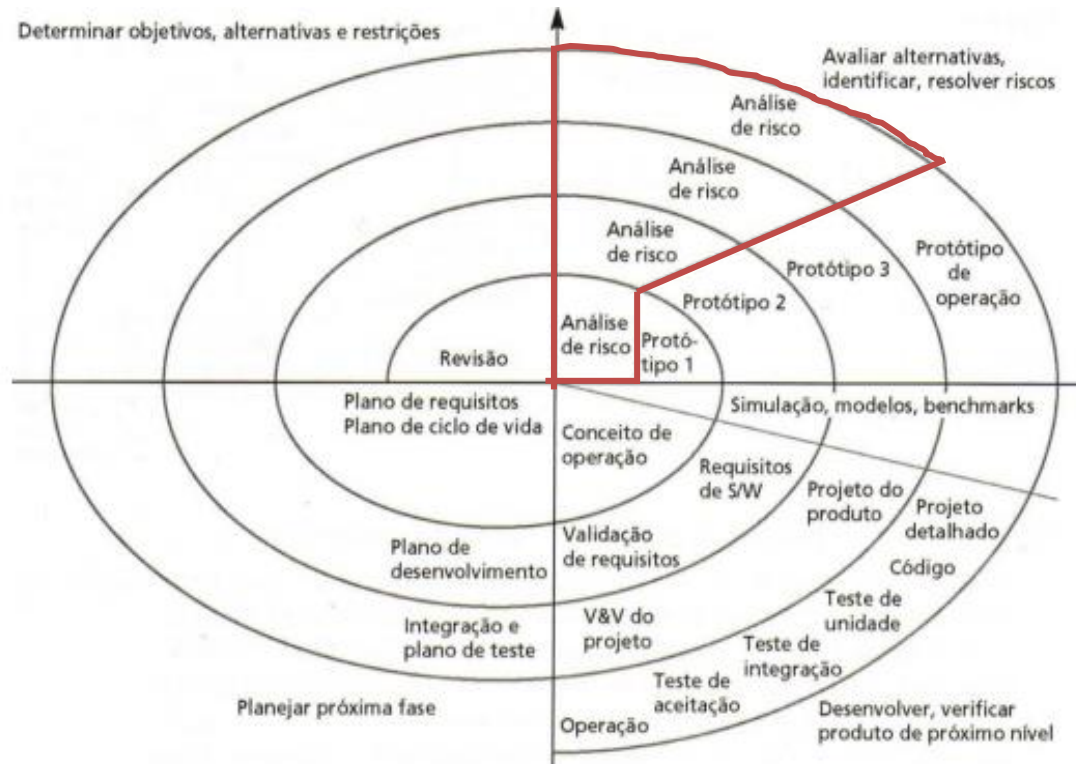 Determinar objetivos, alternativas e restrições
Avaliar alternativas,
identificar, resolver riscos
Análise
de risco
Análise
de risco
Análise
de risco
Análise
de risco
Protótipo
de
operação
Protótipo 3
Protótipo 2
Protó-
tipo 1
Revisão
Plano de requisitos
Plano de ciclo de vida
Simulação, modelos, benchmarks
Conceito de
operação
Requisitos
de S/W
Projeto do
produto
Projeto
detalhado
Plano de
desenvolvimento
Validação
de requisitos
Código
Integração e
plano de teste
V&V do
projeto
Teste de
unidade
Teste de
integração
Teste de
aceitação
Operação
Planejar próxima fase
Desenvolver, verificar
produto de próximo nível